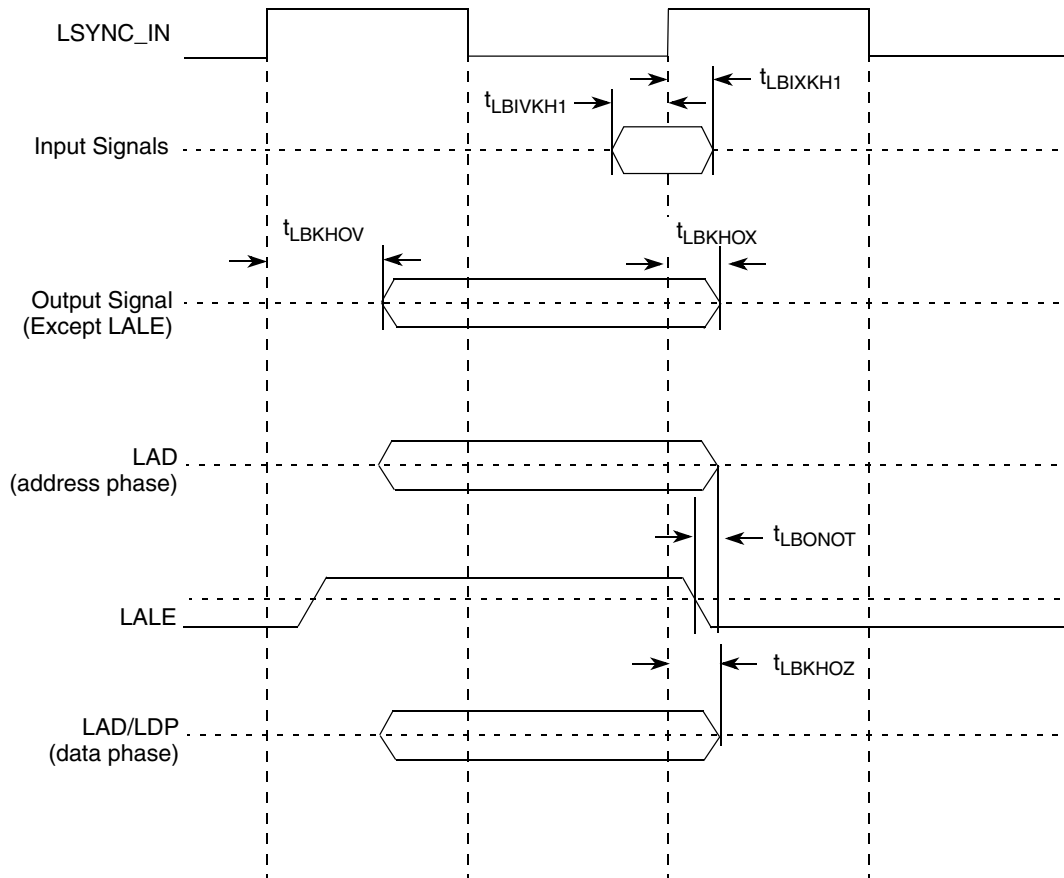 LSYNC_IN
tLBIXKH1
tLBIVKH1
Input Signals
tLBKHOV
tLBKHOX
Output Signal
(Except LALE)
LAD
(address phase)
tLBONOT
LALE
tLBKHOZ
LAD/LDP
(data phase)